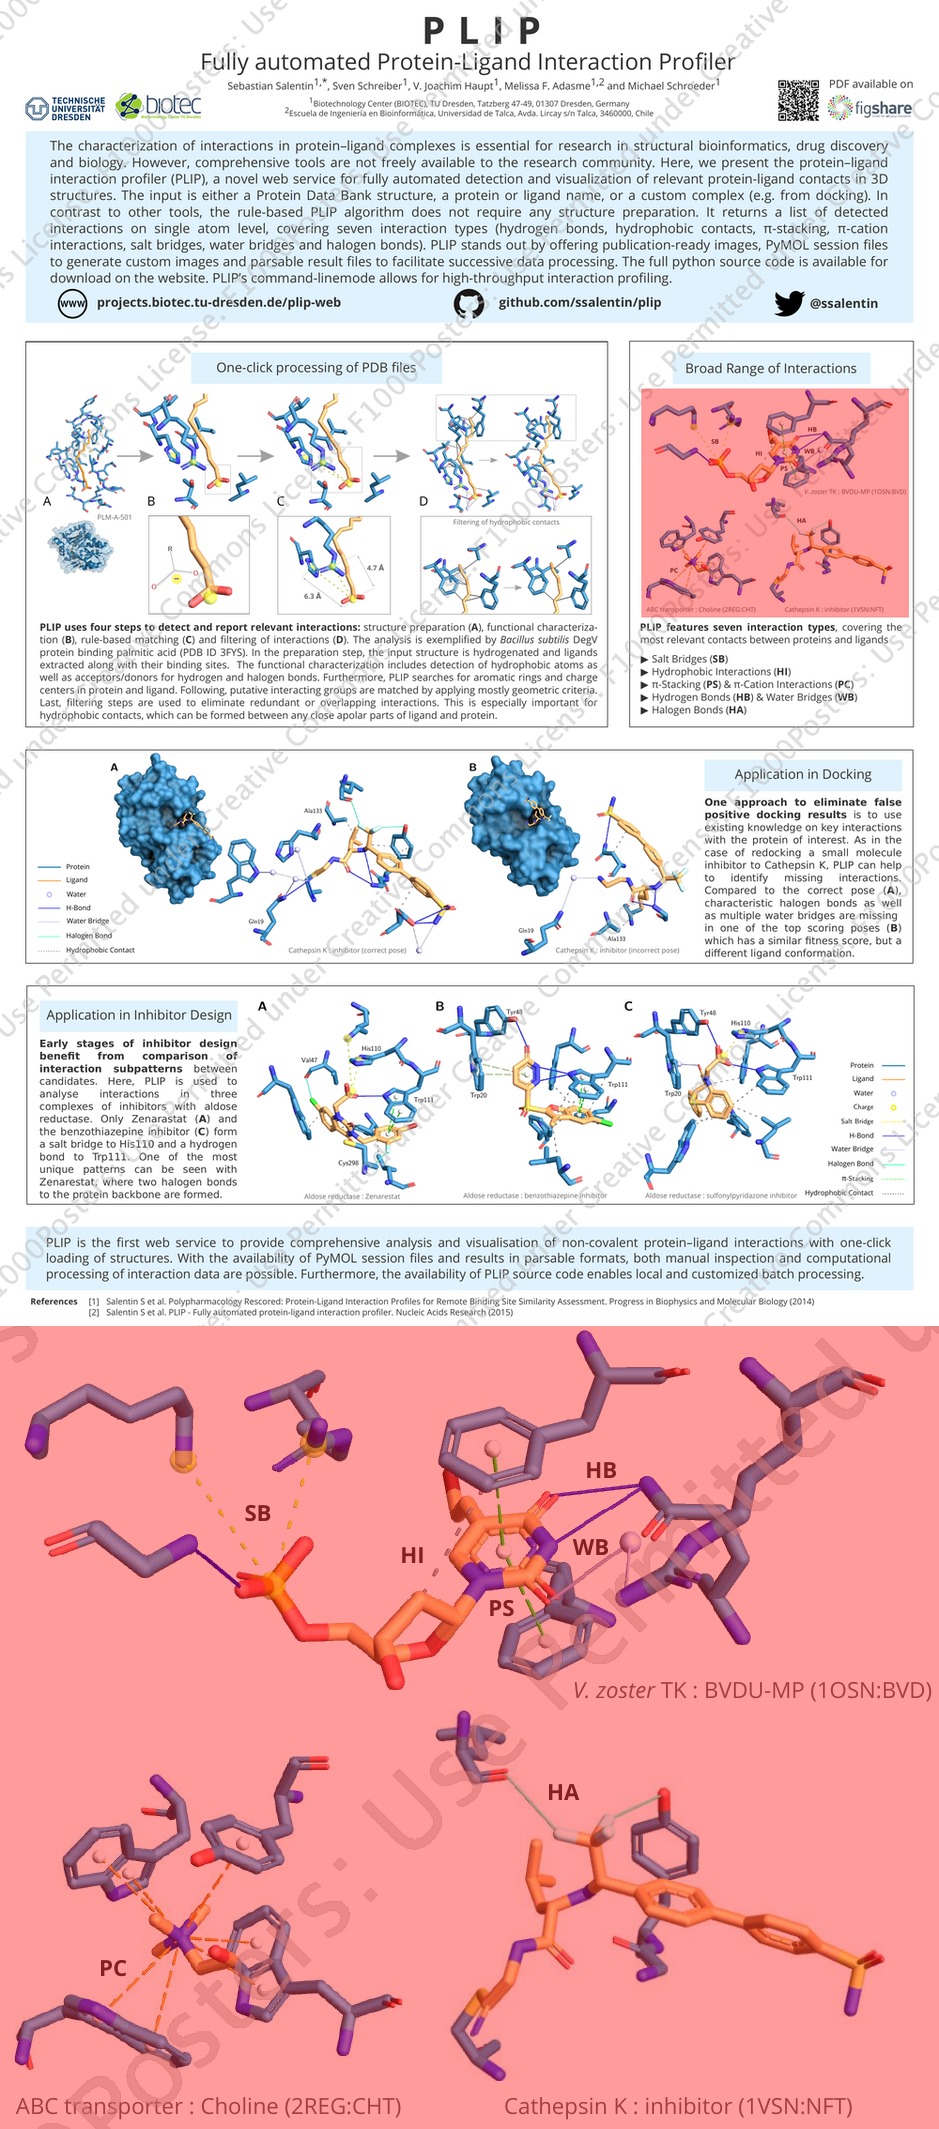 PLIP
Fully automated Protein-Ligand Interaction Profiler
Sebastian Salentin1,*, Sven Schreiber1, V. Joachim Haupt1, Melissa F. Adasme1,2 and Michael Schroeder1
1Biotechnology Center (BIOTEC), TU Dresden, Tatzberg 47-49, 01307 Dresden, Germany
2Escuela de Ingeniería en Bioinformática, Universidad de Talca, Avda. Lircay s/n Talca, 3460000, Chile
TECHNISCHE
UNIVERSITÄT
DRESDEN
biotec
PDF available on
figshare
The characterization of interactions in protein–ligand complexes is essential for research in structural bioinformatics, drug discovery
and biology. However, comprehensive tools are not freely available to the research community. Here, we present the protein–ligand
interaction profiler (PLIP), a novel web service for fully automated detection and visualization of relevant protein-ligand contacts in 3D
structures. The input is either a Protein Data Bank structure, a protein or ligand name, or a custom complex (e.g. from docking). In
contrast to other tools, the rule-based PLIP algorithm does not require any structure preparation. It returns a list of detected
interactions on single atom level, covering seven interaction types (hydrogen bonds, hydrophobic contacts, π-stacking, π-cation
interactions, salt bridges, water bridges and halogen bonds). PLIP stands out by offering publication-ready images, PyMOL session files
to generate custom images and parsable result files to facilitate successive data processing. The full python source code is available for
download on the website. PLIP's command-linemode allows for high-throughput interaction profiling.
www
projects.biotec.tu-dresden.de/plip-web
github.com/ssalentin/plip
@ssalentin
One-click processing of PDB files
A
B
C
D
PLM-A-501
R
O
O
6.3 Å
4.7 Å
Filtering of hydrophobic contacts
PLIP uses four steps to detect and report relevant interactions: structure preparation (A), functional characteriza-
tion (B), rule-based matching (C) and filtering of interactions (D). The analysis is exemplified by Bacillus subtilis DegV
protein binding palmitic acid (PDB ID 3FYS). In the preparation step, the input structure is hydrogenated and ligands
extracted along with their binding sites. The functional characterization includes detection of hydrophobic atoms as
well as acceptors/donors for hydrogen and halogen bonds. Furthermore, PLIP searches for aromatic rings and charge
centers in protein and ligand. Following, putative interacting groups are matched by applying mostly geometric criteria.
Last, filtering steps are used to eliminate redundant or overlapping interactions. This is especially important for
hydrophobic contacts, which can be formed between any close apolar parts of ligand and protein.
Broad Range of Interactions
SB
HI
HB
WB
PS
V. zoster TK : BVDU-MP (1OSN:BVD)
PC
HA
ABC transporter : Choline (2REG:CHT)
Cathepsin K : inhibitor (1VSN:NFT)
PLIP features seven interaction types, covering the
most relevant contacts between proteins and ligands
▶ Salt Bridges (SB)
▶ Hydrophobic Interactions (HI)
▶ π-Stacking (PS) & π-Cation Interactions (PC)
▶ Hydrogen Bonds (HB) & Water Bridges (WB)
▶ Halogen Bonds (HA)
A
Ala133
Gln19
Protein
Ligand
Water
H-Bond
Water Bridge
Halogen Bond
Hydrophobic Contact
Cathepsin K : inhibitor (correct pose)
B
Gln19
Ala133
Cathepsin K : inhibitor (incorrect pose)
Application in Docking
One approach to eliminate false
positive docking results is to use
existing knowledge on key interactions
with the protein of interest. As in the
case of redocking a small molecule
inhibitor to Cathepsin K, PLIP can help
to identify missing interactions.
Compared to the correct pose (A),
characteristic halogen bonds as well
as multiple water bridges are missing
in one of the top scoring poses (B)
which has a similar fitness score, but a
different ligand conformation.
Application in Inhibitor Design
Early stages of inhibitor design
benefit from comparison of
interaction subpatterns between
candidates. Here, PLIP is used to
analyse interactions in three
complexes of inhibitors with aldose
reductase. Only Zenarastat (A) and
the benzothiazepine inhibitor (C) form
a salt bridge to His110 and a hydrogen
bond to Trp111. One of the most
unique patterns can be seen with
Zenarestat, where two halogen bonds
to the protein backbone are formed.
A
Val47
His110
Trp111
Cys298
Aldose reductase : Zenarestat
B
Tyr48
Trp20
Trp111
Aldose reductase : benzothiazepine inhibitor
C
Tyr48
His110
Trp20
Trp111
Aldose reductase : sulfonylpyridazone inhibitor
Protein
Ligand
Water
Charge
Salt Bridge
H-Bond
Water Bridge
Halogen Bond
π-Stacking
Hydrophobic Contact
PLIP is the first web service to provide comprehensive analysis and visualisation of non-covalent protein–ligand interactions with one-click
loading of structures. With the availability of PyMOL session files and results in parsable formats, both manual inspection and computational
processing of interaction data are possible. Furthermore, the availability of PLIP source code enables local and customized batch processing.
References [1] Salentin S et al. Polypharmacology Rescored: Protein-Ligand Interaction Profiles for Remote Binding Site Similarity Assessment. Progress in Biophysics and Molecular Biology (2014)
[2] Salentin S et al. PLIP - Fully automated protein-ligand interaction profiler. Nucleic Acids Research (2015)
SB
HI
HB
WB
PS
V. zoster TK : BVDU-MP (1OSN:BVD)
HA
PC
ABC transporter : Choline (2REG:CHT)
Cathepsin K : inhibitor (1VSN:NFT)
Posters: Use Permitted